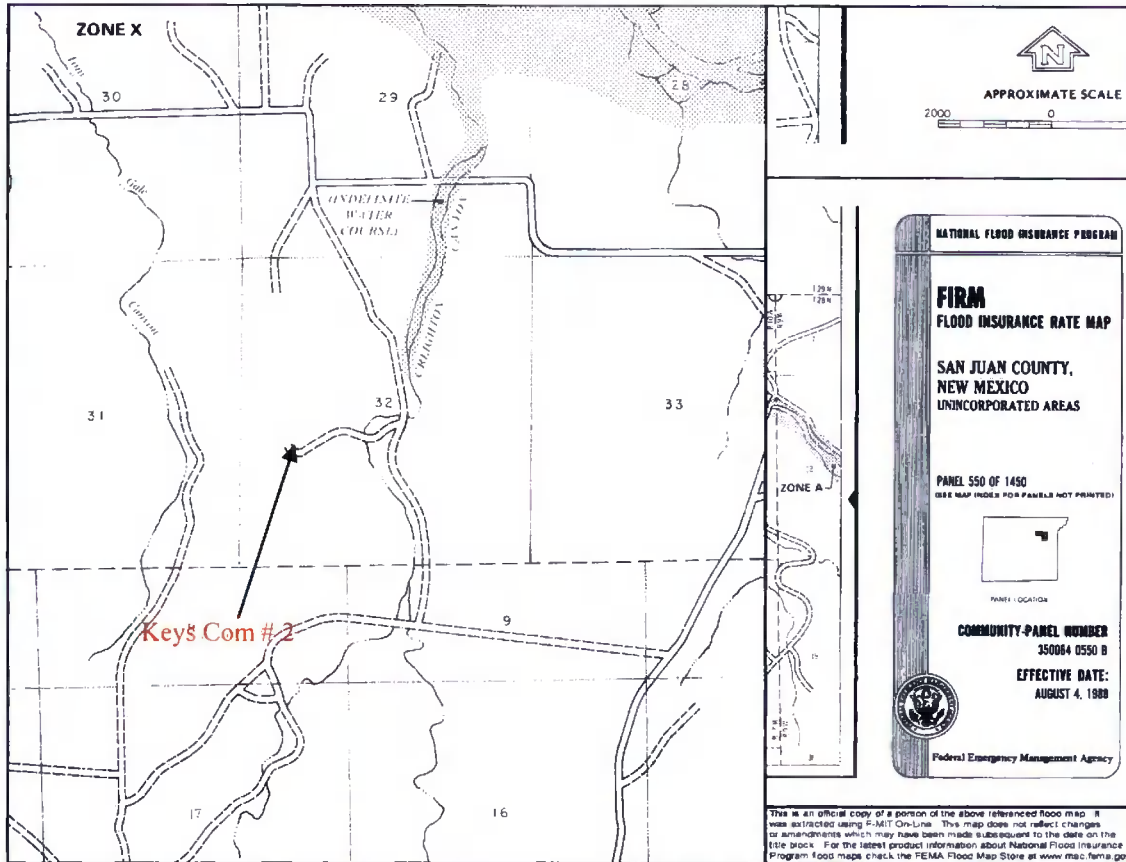 ZONE X
30
29
28
Gale
Canyon
(INDEFINITE
WATER
COURSE)
CREIGHTON
CANYON
31
32
33
Keys Com # 2
9
17
16
APPROXIMATE SCALE
2000 0
N
ZONE A
NATIONAL FLOOD INSURANCE PROGRAM
FIRM
FLOOD INSURANCE RATE MAP
SAN JUAN COUNTY,
NEW MEXICO
UNINCORPORATED AREAS
PANEL 550 OF 1450
(SEE MAP INDEX FOR PANELS NOT PRINTED)
PANEL LOCATION
COMMUNITY-PANEL NUMBER
350064 0550 B
EFFECTIVE DATE:
AUGUST 4, 1988
Federal Emergency Management Agency
This is an official copy of a portion of the above referenced flood map. It
was extracted using F-MIT On-Line. This map does not reflect changes
or amendments which may have been made subsequent to the date on the
title block. For the latest product information about National Flood Insurance
Program flood maps check the FEMA Flood Map Store at www.msc.fema.go